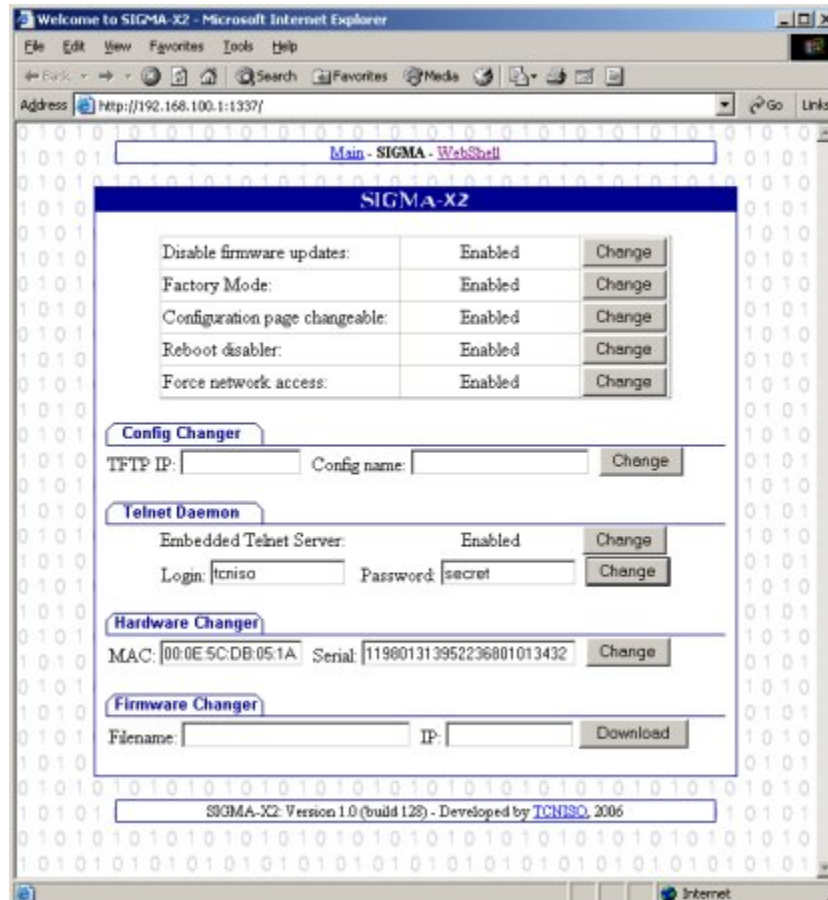 Welcome to SIGMA-X2 - Microsoft Internet Explorer
File Edit View Favorites Tools Help
Back Search Favorites Media
Address http://192.168.100.1:1337/ Go Links
Main - SIGMA - WebShell
SIGMA-X2
Disable firmware updates: Enabled Change
Factory Mode: Enabled Change
Configuration page changeable: Enabled Change
Reboot disabler: Enabled Change
Force network access: Enabled Change
Config Changer
TFTP IP: Config name: Change
Telnet Daemon
Embedded Telnet Server: Enabled Change
Login: tcniso Password: secret Change
Hardware Changer
MAC: 00:0E:5C:DB:05:1A Serial: 119801313952236801013432 Change
Firmware Changer
Filename: IP: Download
SIGMA-X2: Version 1.0 (build 128) - Developed by TCNISO, 2006
Internet